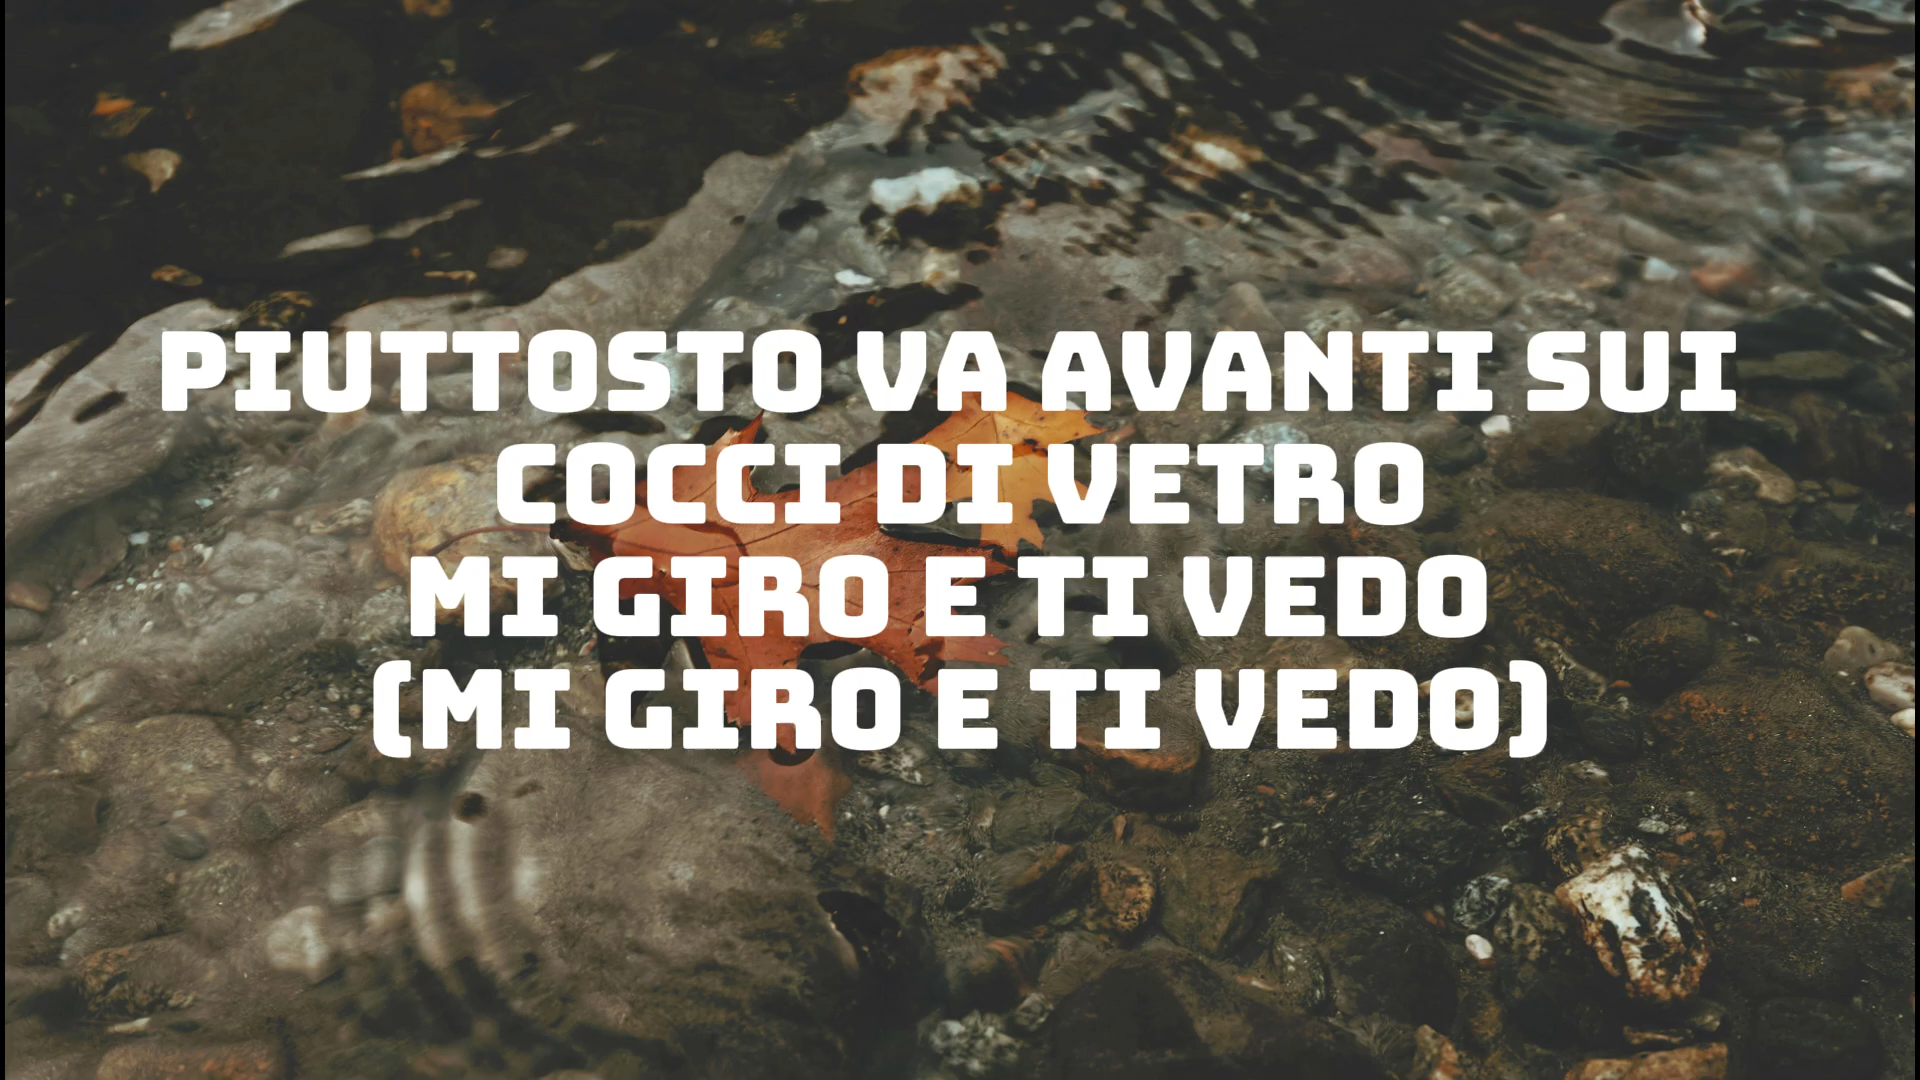 PIUTTOSTO VA AVANTI SUI
COCCI DI VETRO
MI GIRO E TI VEDO
(MI GIRO E TI VEDO)